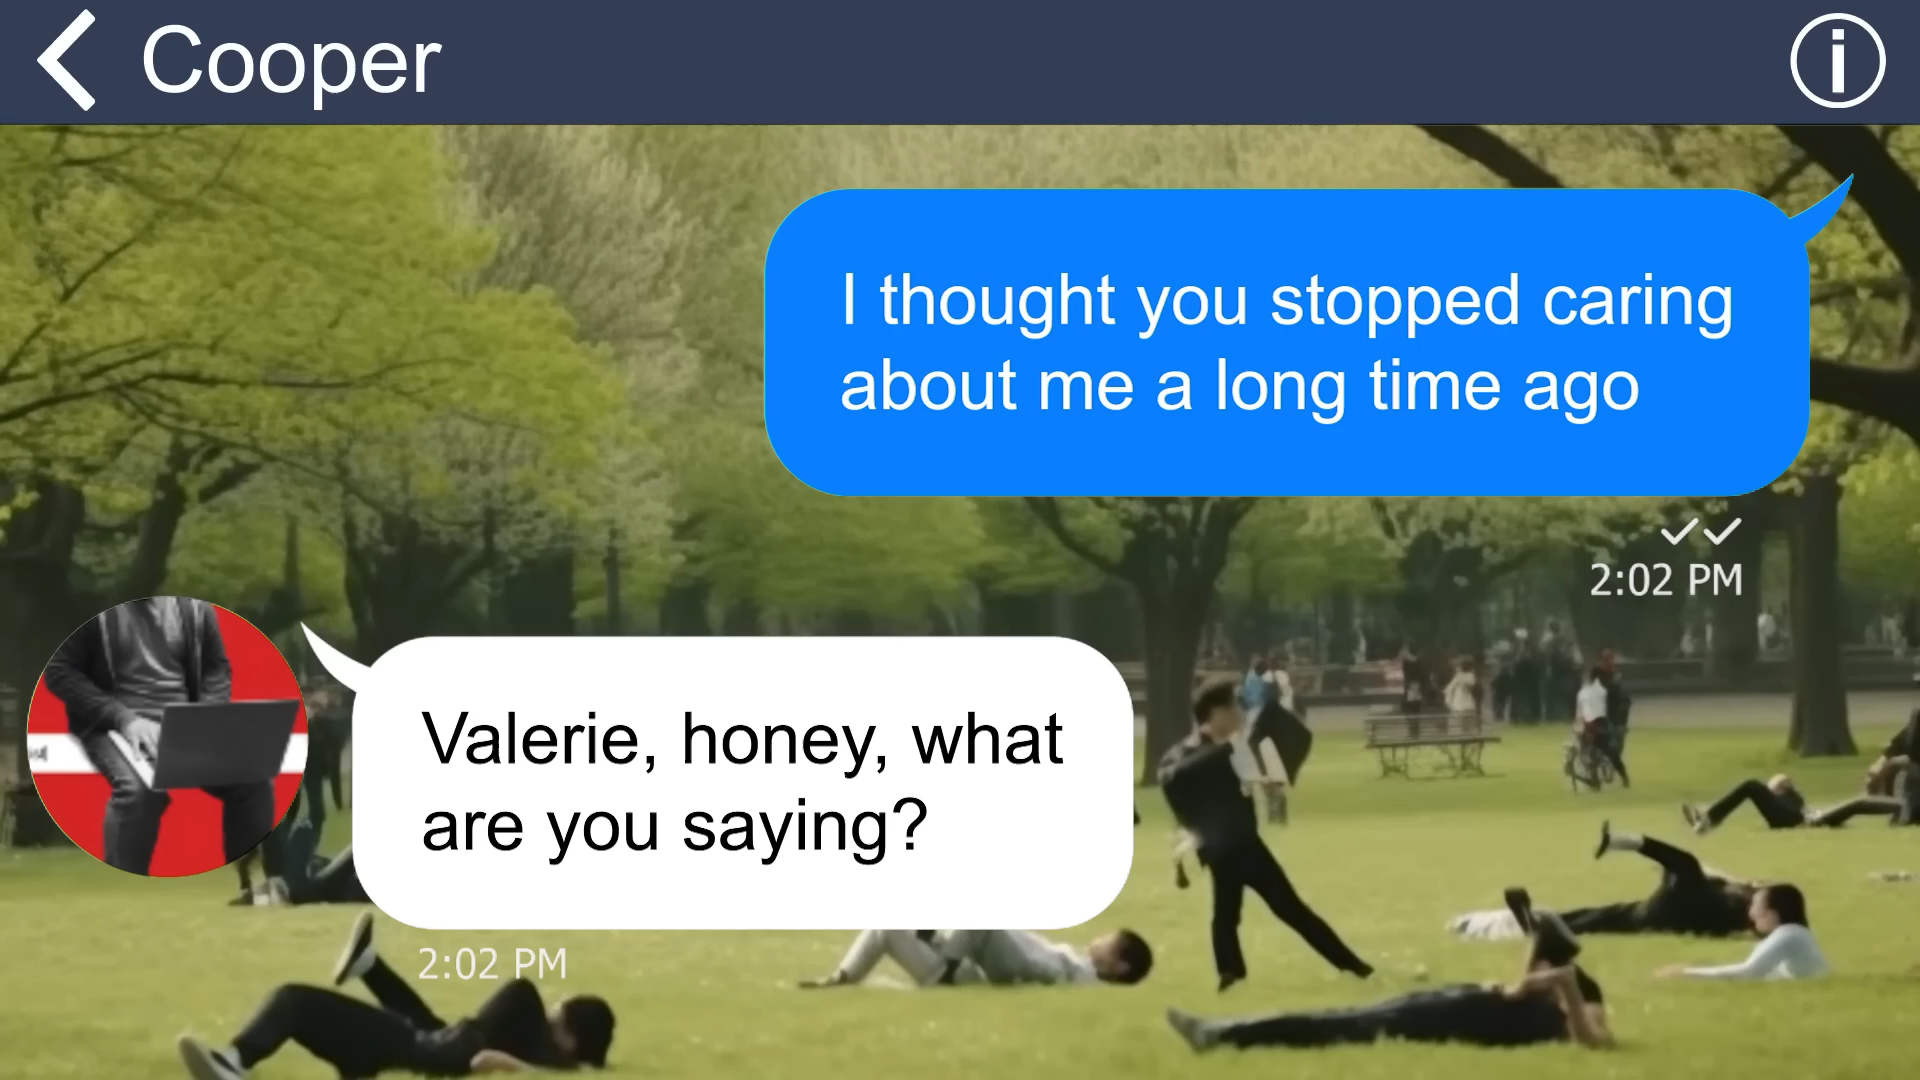 Cooper
I thought you stopped caring
about me a long time ago
2:02 PM
Valerie, honey, what
are you saying?
2:02 PM